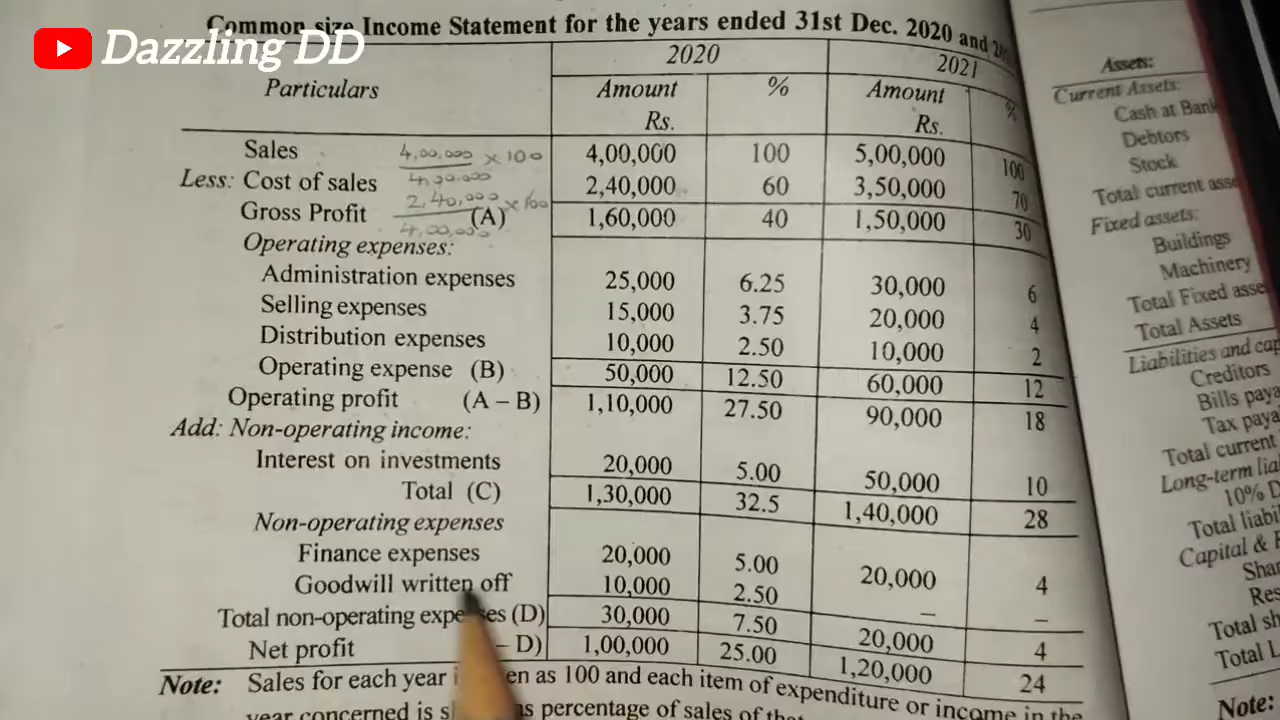 Common size Income Statement for the years ended 31st Dec. 2020 and
Dazzling DD
Particulars 2020 2021
Amount Rs. % Amount Rs. %
Sales 4,00,000 100 5,00,000 100
4,00,000 × 100
4,00,000
Less: Cost of sales 2,40,000 60 3,50,000 70
2,40,000 × 100
4,00,000
Gross Profit (A) 1,60,000 40 1,50,000 30
Operating expenses:
Administration expenses 25,000 6.25 30,000 6
Selling expenses 15,000 3.75 20,000 4
Distribution expenses 10,000 2.50 10,000 2
Operating expense (B) 50,000 12.50 60,000 12
Operating profit (A – B) 1,10,000 27.50 90,000 18
Add: Non-operating income:
Interest on investments 20,000 5.00 50,000 10
Total (C) 1,30,000 32.5 1,40,000 28
Non-operating expenses
Finance expenses 20,000 5.00 20,000 4
Goodwill written off 10,000 2.50 – –
Total non-operating expenses (D) 30,000 7.50 20,000 4
Net profit – D) 1,00,000 25.00 1,20,000 24
Note: Sales for each year as 100 and each item of expenditure or income in the
year concerned is as percentage of sales of
Assets:
Current Assets:
Cash at Bank
Debtors
Stock
Total current
Fixed assets:
Buildings
Machinery
Total Fixed
Total Assets
Liabilities and
Creditors
Bills
Tax
Total current
Long-term
10%
Total
Capital &
Total
Total
Note: